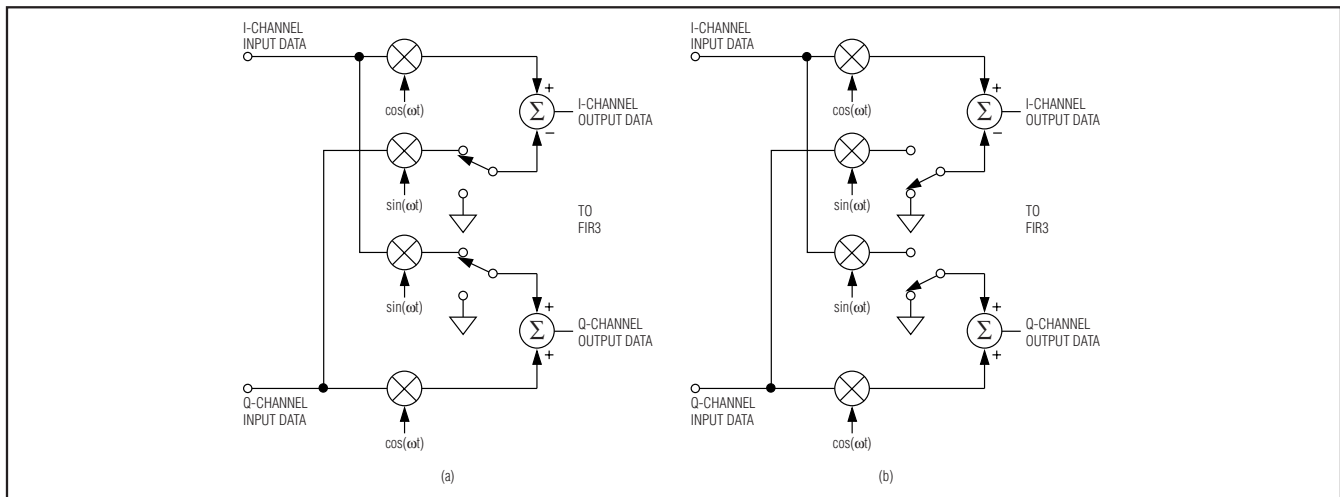 I-CHANNEL
INPUT DATA
cos(ωt)
+
Σ
−
I-CHANNEL
OUTPUT DATA
sin(ωt)
TO
FIR3
sin(ωt)
+
Σ
+
Q-CHANNEL
OUTPUT DATA
Q-CHANNEL
INPUT DATA
cos(ωt)
(a)
I-CHANNEL
INPUT DATA
cos(ωt)
+
Σ
−
I-CHANNEL
OUTPUT DATA
sin(ωt)
TO
FIR3
sin(ωt)
+
Σ
+
Q-CHANNEL
OUTPUT DATA
Q-CHANNEL
INPUT DATA
cos(ωt)
(b)